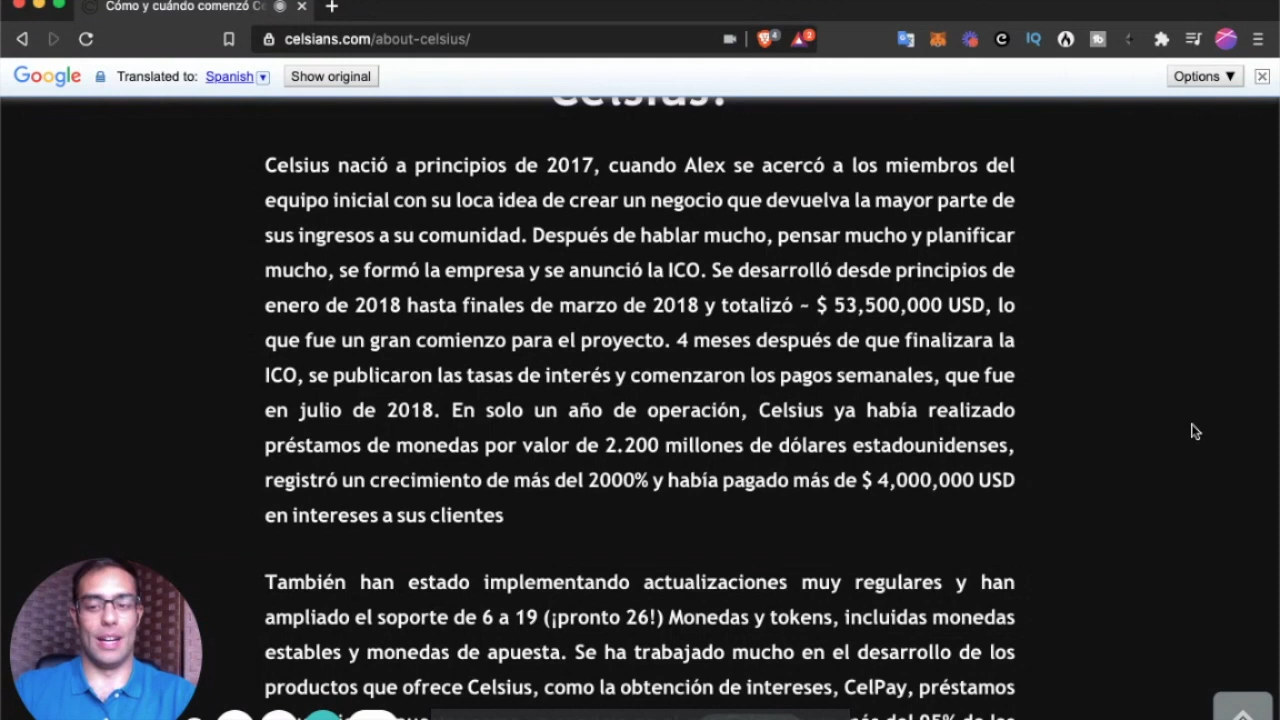 Cómo y cuándo comenzó Ce
celsians.com/about-celsius/
4
3
IQ
Google Translated to: Spanish Show original Options ▼
Celsius?
Celsius nació a principios de 2017, cuando Alex se acercó a los miembros del
equipo inicial con su loca idea de crear un negocio que devuelva la mayor parte de
sus ingresos a su comunidad. Después de hablar mucho, pensar mucho y planificar
mucho, se formó la empresa y se anunció la ICO. Se desarrolló desde principios de
enero de 2018 hasta finales de marzo de 2018 y totalizó ~ $ 53,500,000 USD, lo
que fue un gran comienzo para el proyecto. 4 meses después de que finalizara la
ICO, se publicaron las tasas de interés y comenzaron los pagos semanales, que fue
en julio de 2018. En solo un año de operación, Celsius ya había realizado
préstamos de monedas por valor de 2.200 millones de dólares estadounidenses,
registró un crecimiento de más del 2000% y había pagado más de $ 4,000,000 USD
en intereses a sus clientes
También han estado implementando actualizaciones muy regulares y han
ampliado el soporte de 6 a 19 (¡pronto 26!) Monedas y tokens, incluidas monedas
estables y monedas de apuesta. Se ha trabajado mucho en el desarrollo de los
productos que ofrece Celsius, como la obtención de intereses, CelPay, préstamos
del 95% de los